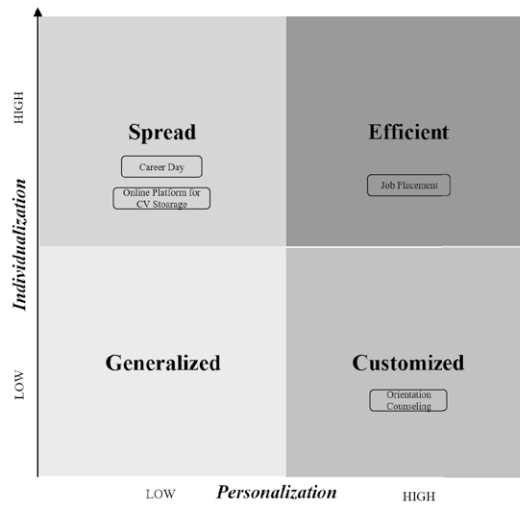 HIGH
Spread
Efficient
Career Day
Job Placement
Online Platform for
CV Stoarage
Individualization
Generalized
Customized
LOW
Orientation
Counseling
LOW
Personalization
HIGH